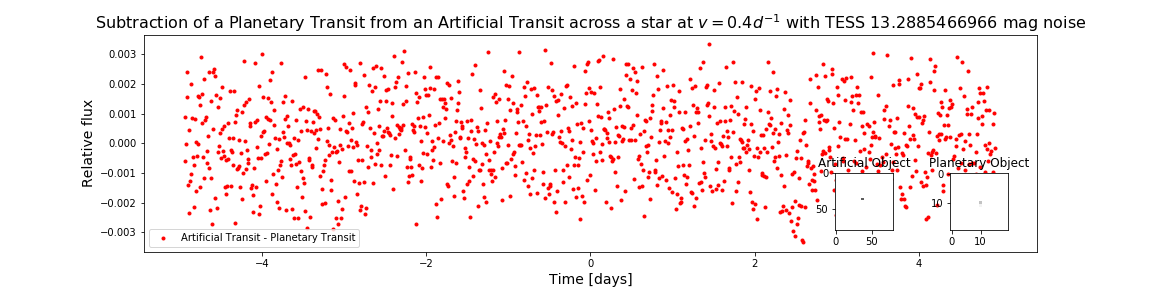 Subtraction of a Planetary Transit from an Artificial Transit across a star at v = 0.4d⁻¹ with TESS 13.2885466966 mag noise
Relative flux
0.003
0.002
0.001
0.000
−0.001
−0.002
−0.003
Artificial Transit - Planetary Transit
Artificial Object
0
50
0 50
Planetary Object
0
10
0 10
−4 −2 0 2 4
Time [days]